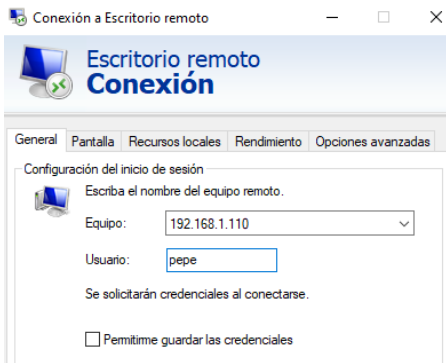 Conexión a Escritorio remoto
Escritorio remoto
Conexión
General Pantalla Recursos locales Rendimiento Opciones avanzadas
Configuración del inicio de sesión
Escriba el nombre del equipo remoto.
Equipo: 192.168.1.110
Usuario: pepe
Se solicitarán credenciales al conectarse.
Permitirme guardar las credenciales